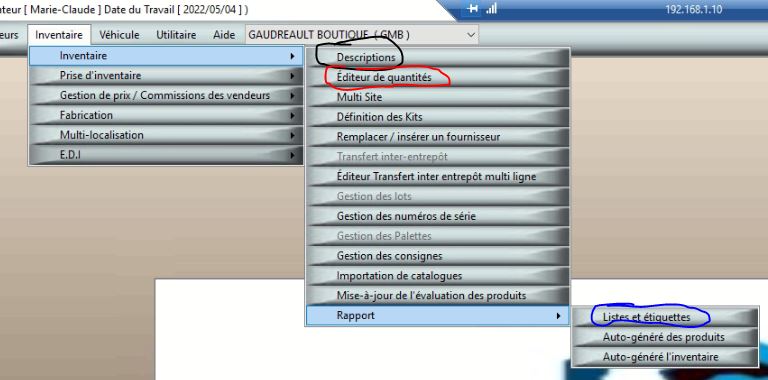 ateur [ Marie-Claude ] Date du Travail [ 2022/05/04 ] )
192.168.1.10
eurs Inventaire Véhicule Utilitaire Aide GAUDREAULT BOUTIQUE ( GMB )
Inventaire
Prise d'inventaire
Gestion de prix / Commissions des vendeurs
Fabrication
Multi-localisation
E.D.I
Descriptions
Éditeur de quantités
Multi Site
Définition des Kits
Remplacer / insérer un fournisseur
Transfert inter-entrepôt
Éditeur Transfert inter entrepôt multi ligne
Gestion des lots
Gestion des numéros de série
Gestion des Palettes
Gestion des consignes
Importation de catalogues
Mise-à-jour de l'évaluation des produits
Rapport
Listes et étiquettes
Auto-généré des produits
Auto-généré l'inventaire